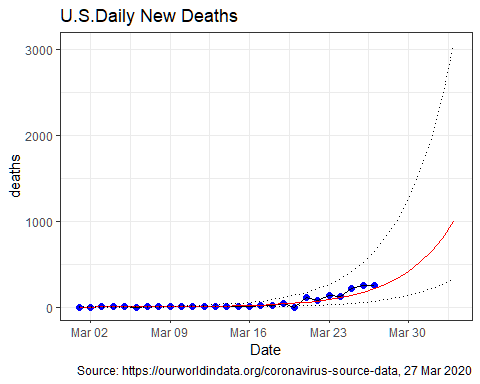 U.S.Daily New Deaths
3000
2000
1000
0
deaths
Mar 02
Mar 09
Mar 16
Mar 23
Mar 30
Date
Source: https://ourworldindata.org/coronavirus-source-data, 27 Mar 2020